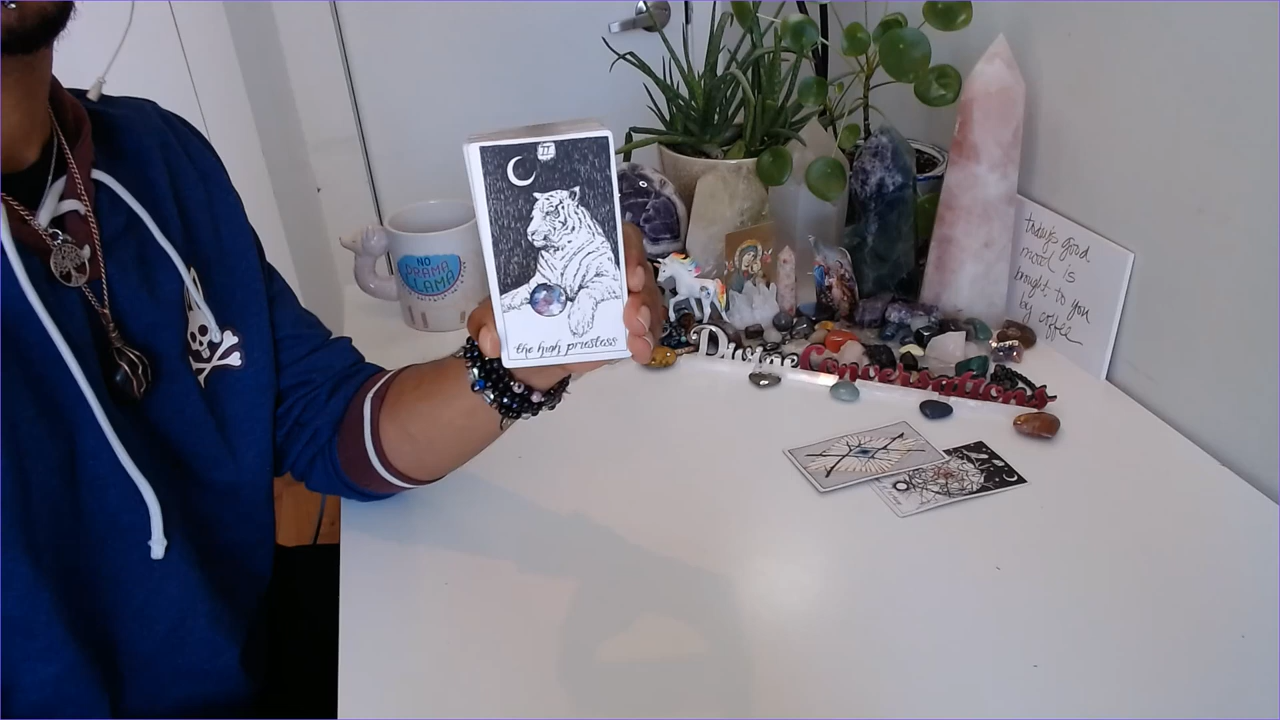 II
the high priestess
NO
DRAMA
LLAMA
Divine Conversations
today's good
mood is
brought to you
by coffee